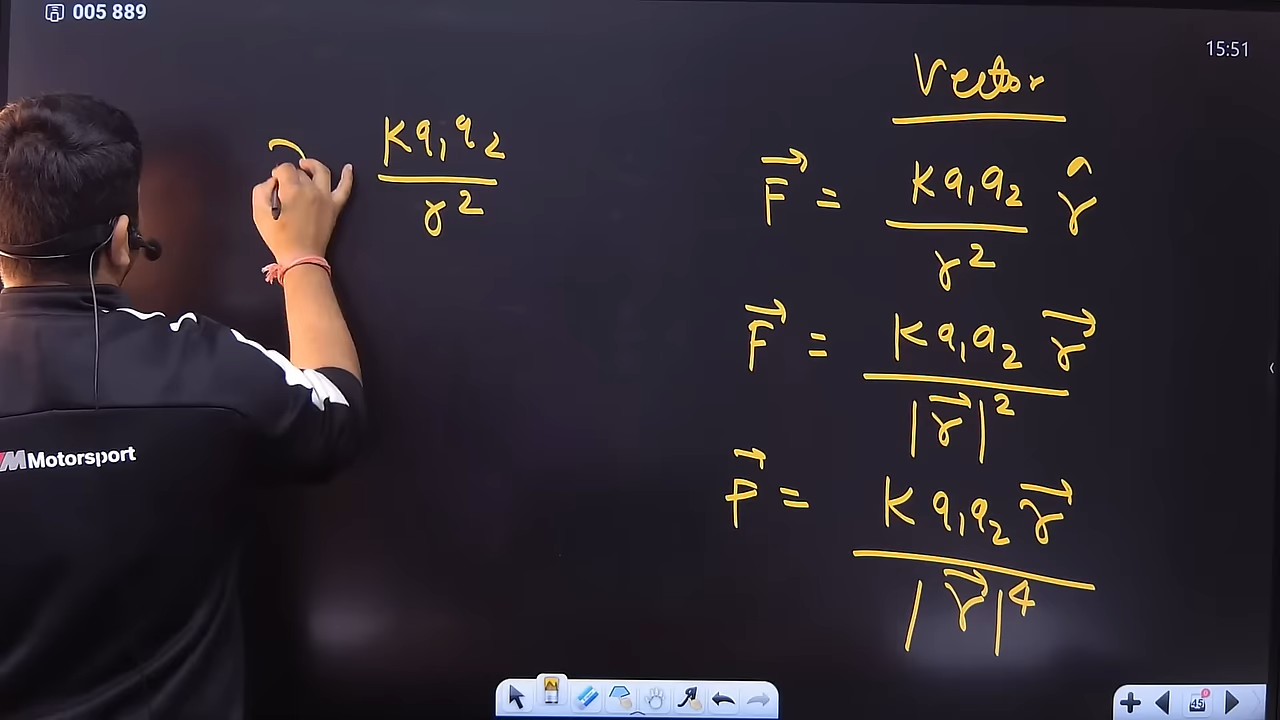 005 889
15:51
Vector
Kq₁q₂
r²
F⃗ = Kq₁q₂ r̂
r²
F⃗ = Kq₁q₂ r⃗
|r⃗|²
F⃗ = Kq₁q₂ r⃗
|r⃗|⁴
M Motorsport
45